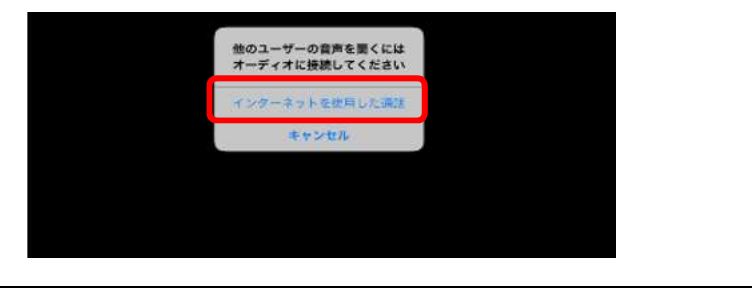 他のユーザーの音声を聞くには
オーディオに接続してください
インターネットを使用した通話
キャンセル